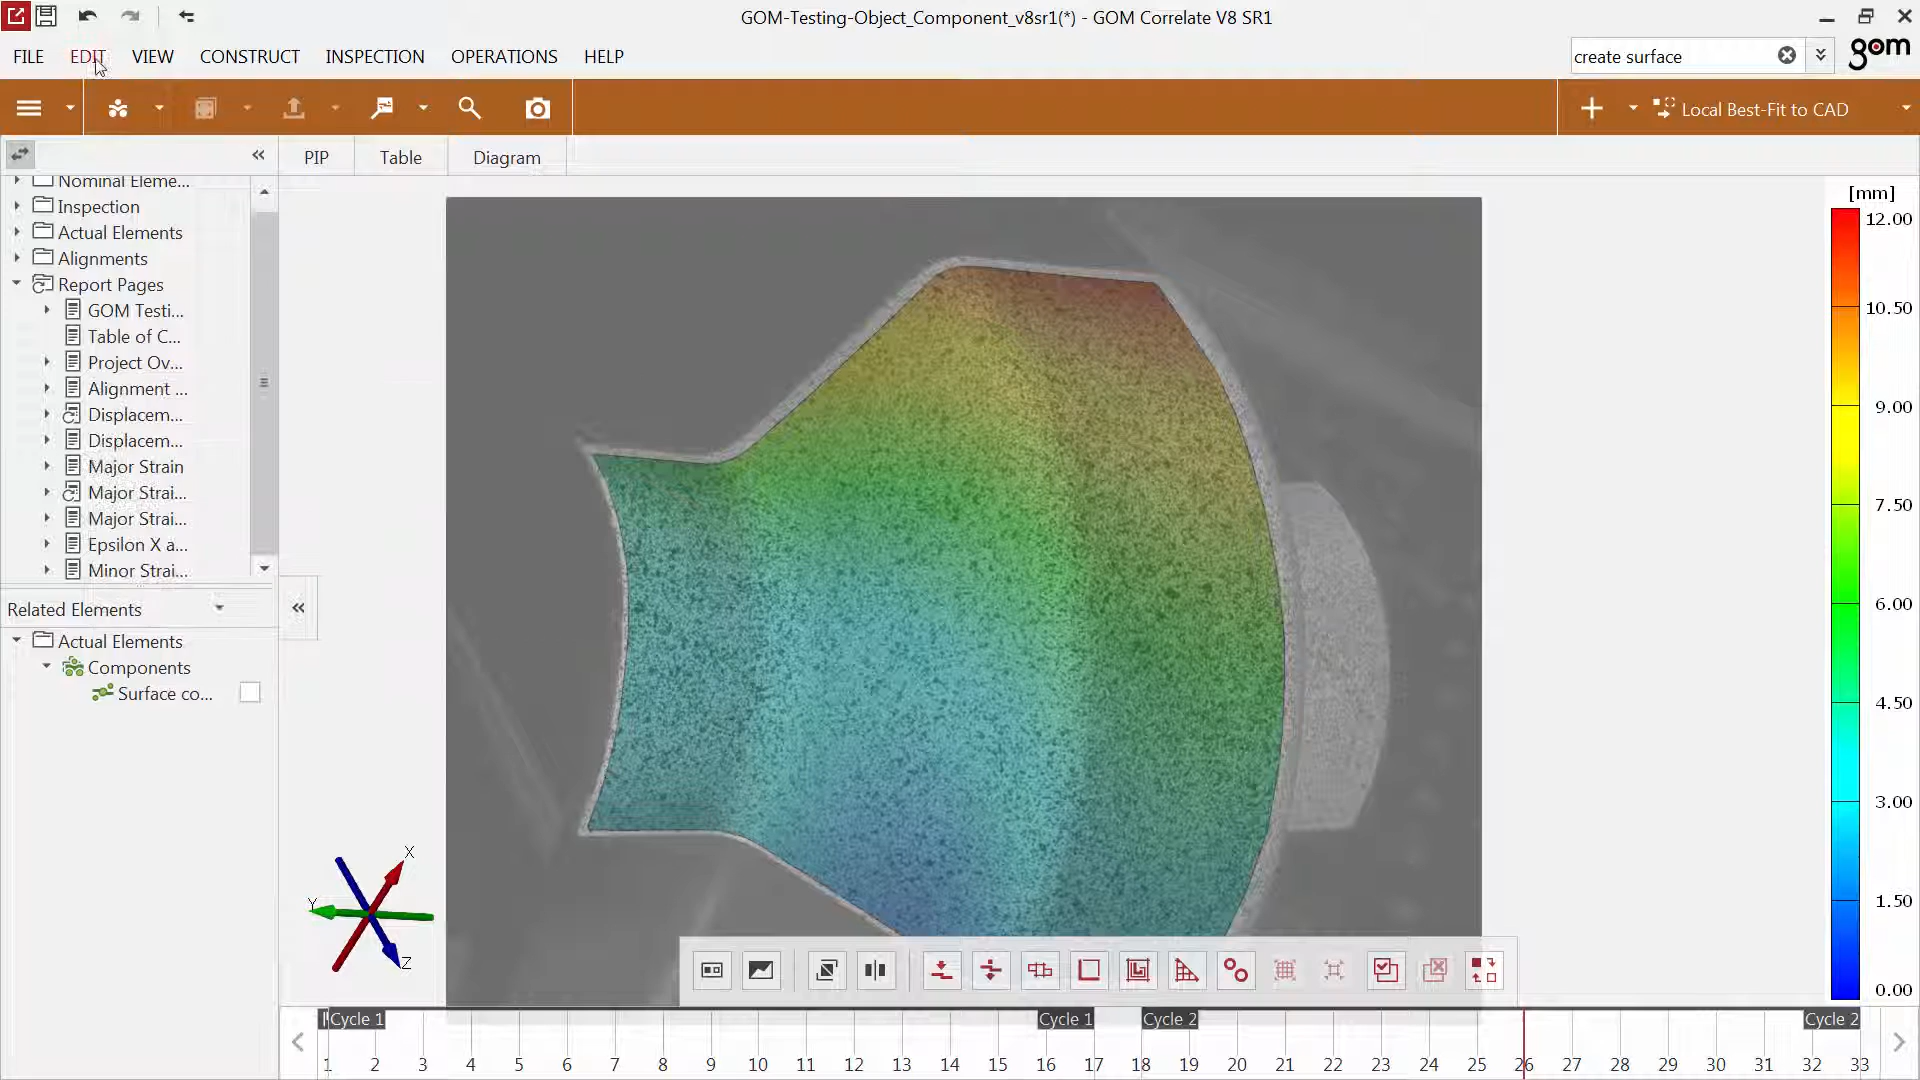 GOM-Testing-Object_Component_v8sr1(*) - GOM Correlate V8 SR1
FILE EDIT VIEW CONSTRUCT INSPECTION OPERATIONS HELP
create surface
gom
Local Best-Fit to CAD
PIP Table Diagram
Nominal Eleme...
Inspection
Actual Elements
Alignments
Report Pages
GOM Testi...
Table of C...
Project Ov...
Alignment ...
Displacem...
Displacem...
Major Strain
Major Strai...
Major Strai...
Epsilon X a...
Minor Strai...
Related Elements
Actual Elements
Components
Surface co...
[mm]
12.00
10.50
9.00
7.50
6.00
4.50
3.00
1.50
0.00
X
Y
Z
Cycle 1 Cycle 1 Cycle 2 Cycle 2
1 2 3 4 5 6 7 8 9 10 11 12 13 14 15 16 17 18 19 20 21 22 23 24 25 26 27 28 29 30 31 32 33